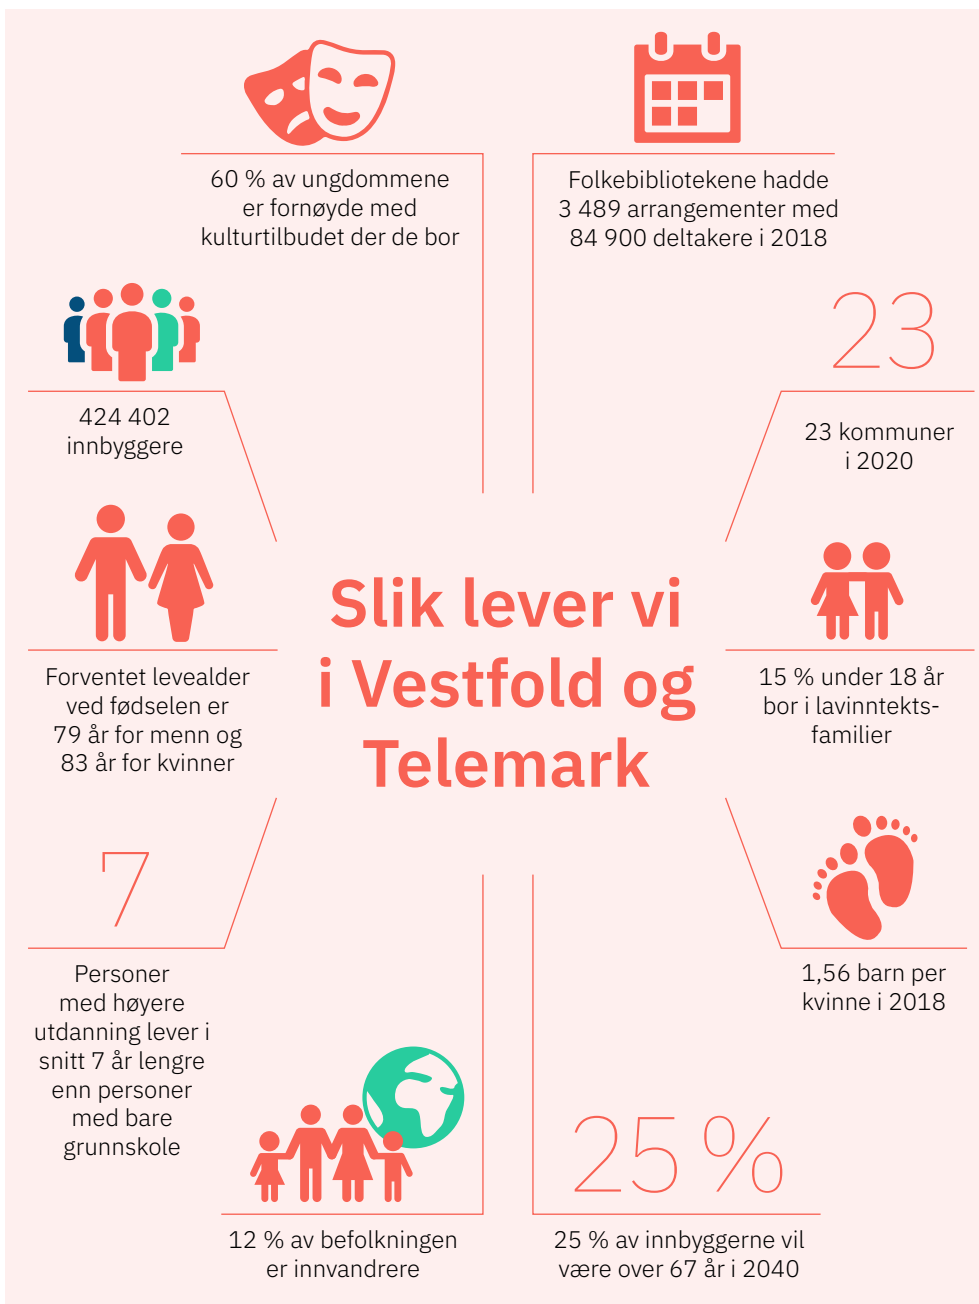 60 % av ungdommene
er fornøyde med
kulturtilbudet der de bor
Folkebibliotekene hadde
3 489 arrangementer med
84 900 deltakere i 2018
424 402
innbyggere
23
23 kommuner
i 2020
Slik lever vi
i Vestfold og
Telemark
Forventet levealder
ved fødselen er
79 år for menn og
83 år for kvinner
15 % under 18 år
bor i lavinntekts-
familier
7
Personer
med høyere
utdanning lever i
snitt 7 år lengre
enn personer
med bare
grunnskole
1,56 barn per
kvinne i 2018
12 % av befolkningen
er innvandrere
25 %
25 % av innbyggerne vil
være over 67 år i 2040